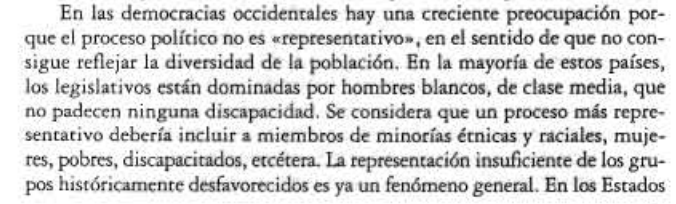 En las democracias occidentales hay una creciente preocupación por-
que el proceso político no es «representativo», en el sentido de que no con-
sigue reflejar la diversidad de la población. En la mayoría de estos países,
los legislativos están dominadas por hombres blancos, de clase media, que
no padecen ninguna discapacidad. Se considera que un proceso más repre-
sentativo debería incluir a miembros de minorías étnicas y raciales, muje-
res, pobres, discapacitados, etcétera. La representación insuficiente de los gru-
pos históricamente desfavorecidos es ya un fenómeno general. En los Estados